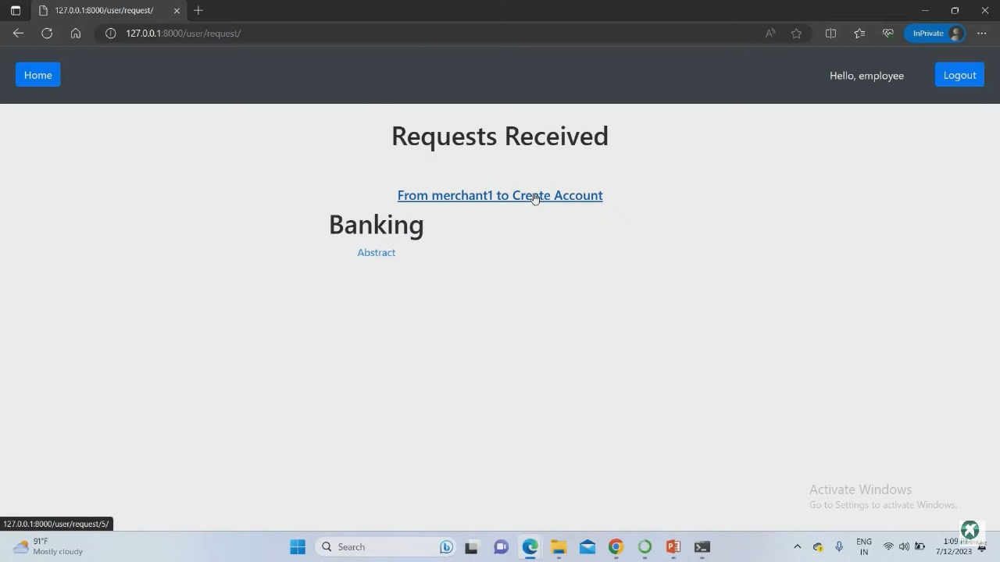 127.0.0.1:8000/user/request/
127.0.0.1:8000/user/request/
InPrivate
Home
Hello, employee
Logout
Requests Received
From merchant1 to Create Account
Banking
Abstract
Activate Windows
Go to Settings to activate Windows.
127.0.0.1:8000/user/request/5/
91°F
Mostly cloudy
Search
ENG
IN
1:09
7/12/2023